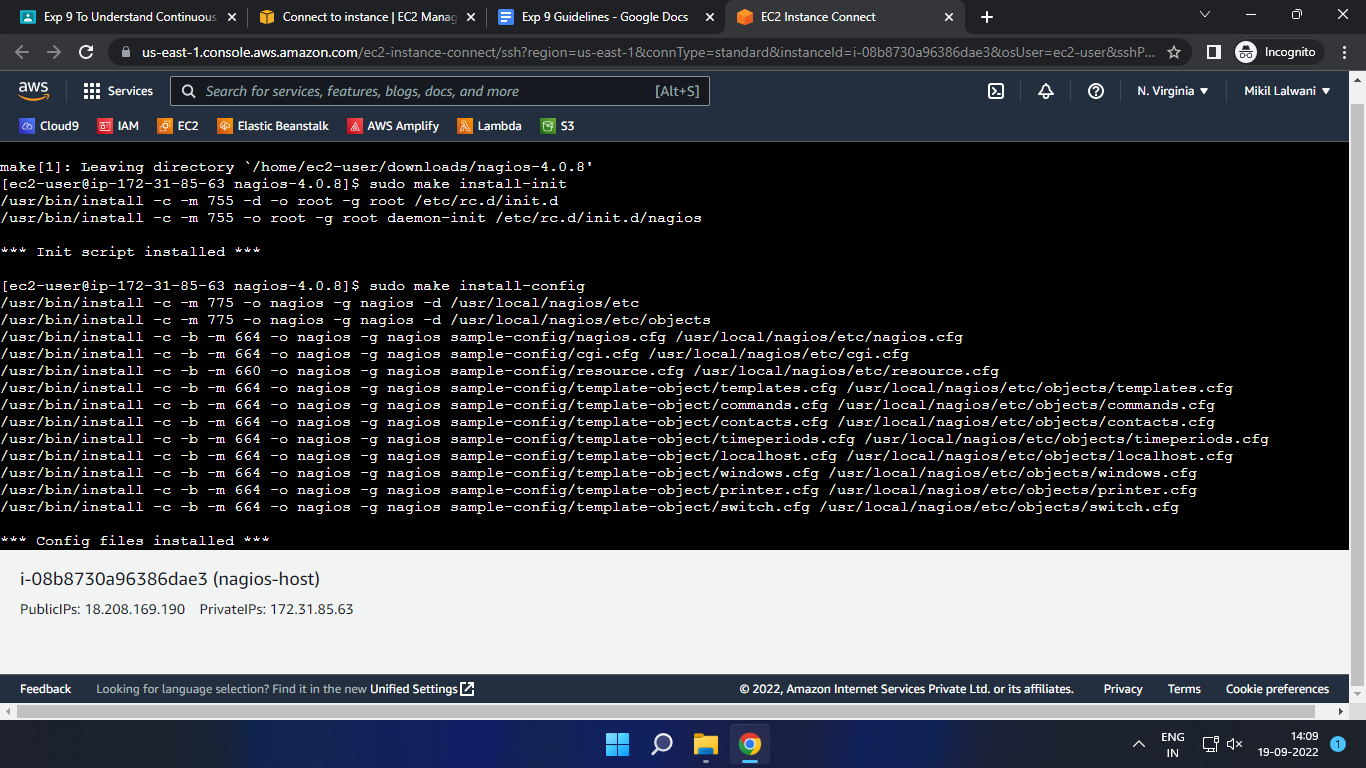 Exp 9 To Understand Continuous
Connect to instance | EC2 Manag
Exp 9 Guidelines - Google Docs
EC2 Instance Connect
us-east-1.console.aws.amazon.com/ec2-instance-connect/ssh?region=us-east-1&connType=standard&instanceId=i-08b8730a96386dae3&osUser=ec2-user&sshP...
Incognito
aws
Services
Search for services, features, blogs, docs, and more
[Alt+S]
N. Virginia
Mikil Lalwani
Cloud9
IAM
EC2
Elastic Beanstalk
AWS Amplify
Lambda
S3
make[1]: Leaving directory `/home/ec2-user/downloads/nagios-4.0.8'
[ec2-user@ip-172-31-85-63 nagios-4.0.8]$ sudo make install-init
/usr/bin/install -c -m 755 -d -o root -g root /etc/rc.d/init.d
/usr/bin/install -c -m 755 -o root -g root daemon-init /etc/rc.d/init.d/nagios
*** Init script installed ***
[ec2-user@ip-172-31-85-63 nagios-4.0.8]$ sudo make install-config
/usr/bin/install -c -m 775 -o nagios -g nagios -d /usr/local/nagios/etc
/usr/bin/install -c -m 775 -o nagios -g nagios -d /usr/local/nagios/etc/objects
/usr/bin/install -c -b -m 664 -o nagios -g nagios sample-config/nagios.cfg /usr/local/nagios/etc/nagios.cfg
/usr/bin/install -c -b -m 664 -o nagios -g nagios sample-config/cgi.cfg /usr/local/nagios/etc/cgi.cfg
/usr/bin/install -c -b -m 660 -o nagios -g nagios sample-config/resource.cfg /usr/local/nagios/etc/resource.cfg
/usr/bin/install -c -b -m 664 -o nagios -g nagios sample-config/template-object/templates.cfg /usr/local/nagios/etc/objects/templates.cfg
/usr/bin/install -c -b -m 664 -o nagios -g nagios sample-config/template-object/commands.cfg /usr/local/nagios/etc/objects/commands.cfg
/usr/bin/install -c -b -m 664 -o nagios -g nagios sample-config/template-object/contacts.cfg /usr/local/nagios/etc/objects/contacts.cfg
/usr/bin/install -c -b -m 664 -o nagios -g nagios sample-config/template-object/timeperiods.cfg /usr/local/nagios/etc/objects/timeperiods.cfg
/usr/bin/install -c -b -m 664 -o nagios -g nagios sample-config/template-object/localhost.cfg /usr/local/nagios/etc/objects/localhost.cfg
/usr/bin/install -c -b -m 664 -o nagios -g nagios sample-config/template-object/windows.cfg /usr/local/nagios/etc/objects/windows.cfg
/usr/bin/install -c -b -m 664 -o nagios -g nagios sample-config/template-object/printer.cfg /usr/local/nagios/etc/objects/printer.cfg
/usr/bin/install -c -b -m 664 -o nagios -g nagios sample-config/template-object/switch.cfg /usr/local/nagios/etc/objects/switch.cfg
*** Config files installed ***
i-08b8730a96386dae3 (nagios-host)
PublicIPs: 18.208.169.190 PrivateIPs: 172.31.85.63
Feedback
Looking for language selection? Find it in the new Unified Settings
© 2022, Amazon Internet Services Private Ltd. or its affiliates.
Privacy
Terms
Cookie preferences
ENG
IN
14:09
19-09-2022
1